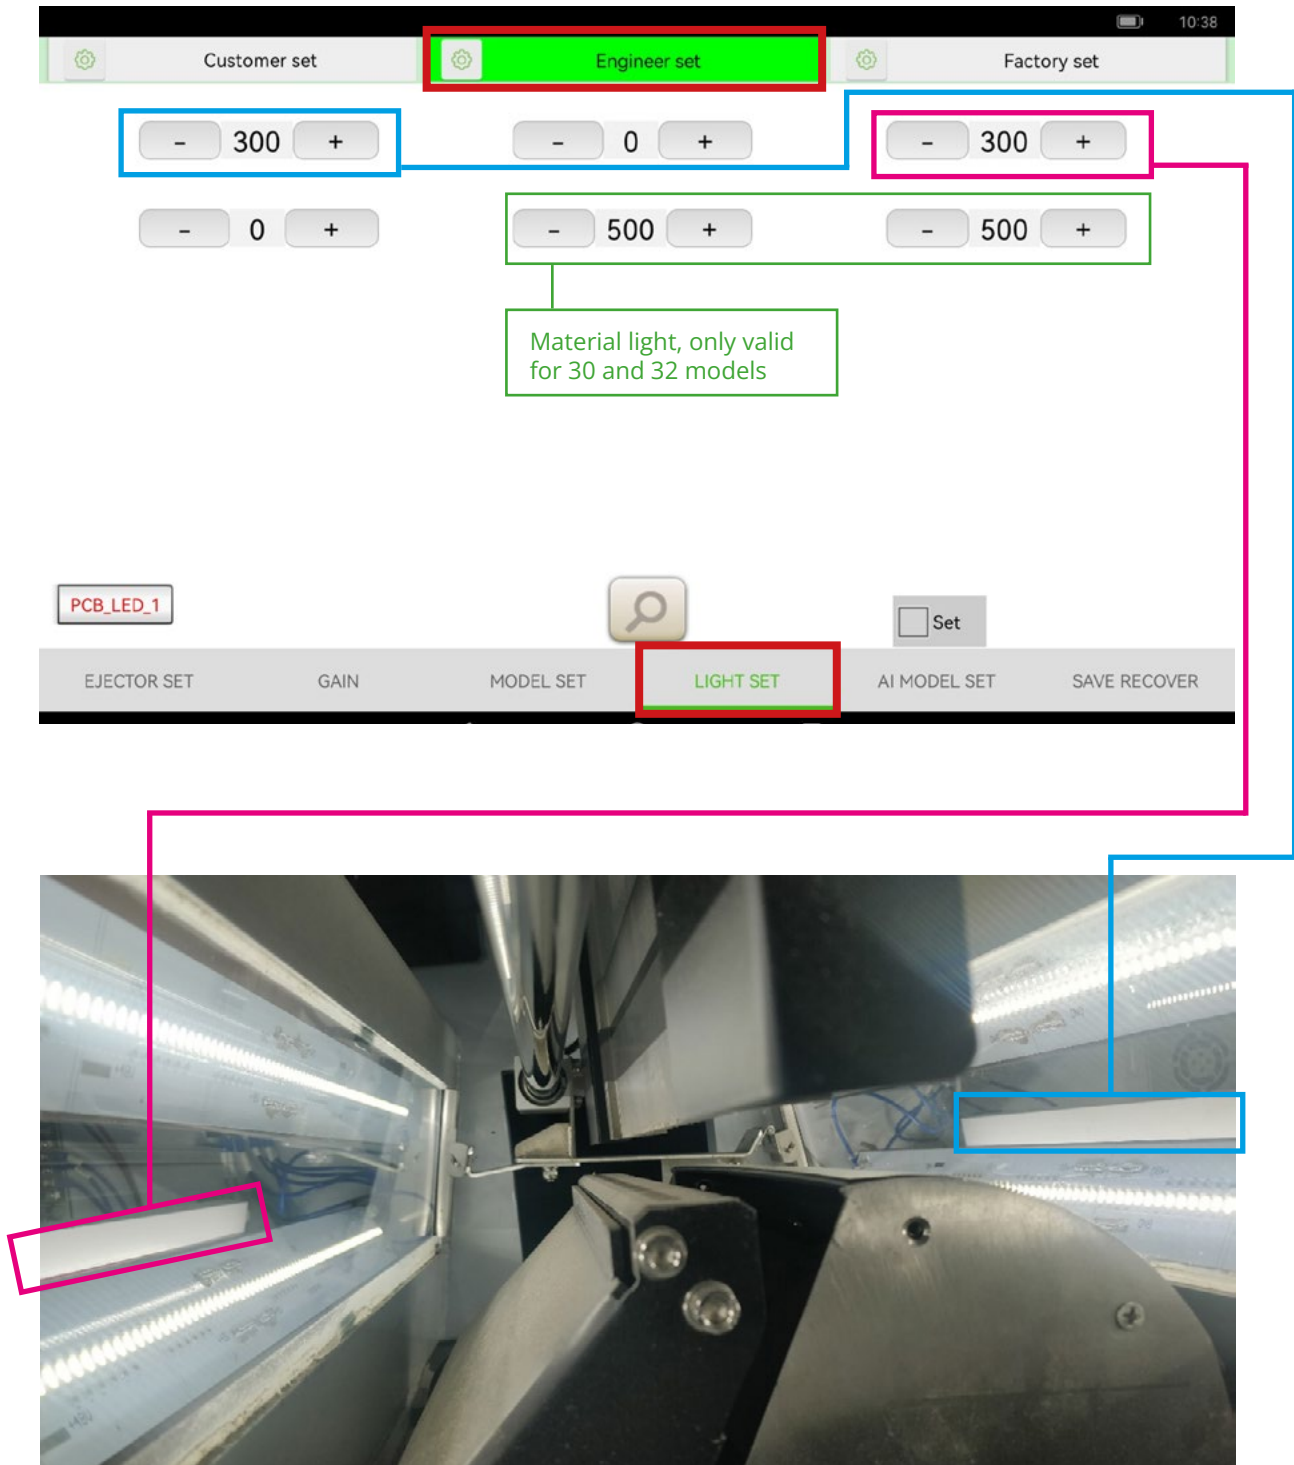 10:38
Customer set
Engineer set
Factory set
- 300 +
- 0 +
- 300 +
- 0 +
- 500 +
- 500 +
Material light, only valid
for 30 and 32 models
PCB_LED_1
Set
EJECTOR SET
GAIN
MODEL SET
LIGHT SET
AI MODEL SET
SAVE RECOVER